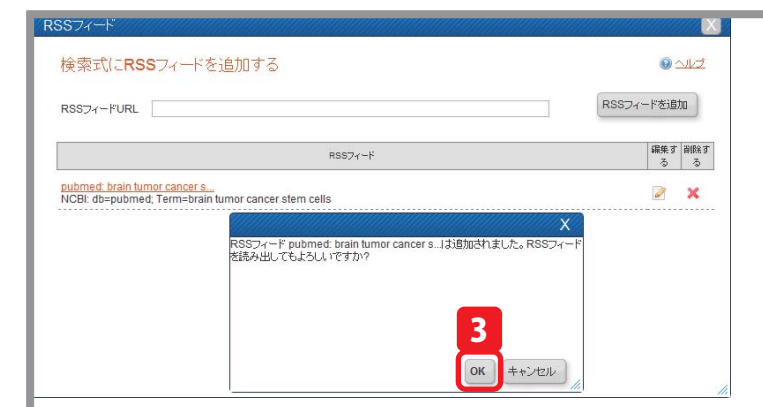 RSSフィード X
検索式にRSSフィードを追加する ヘルプ
RSSフィードURL RSSフィードを追加
RSSフィード 編集する 削除する
pubmed: brain tumor cancer s...
NCBI: db=pubmed; Term=brain tumor cancer stem cells
X
RSSフィード pubmed: brain tumor cancer s...は追加されました。RSSフィード
を読み出してもよろしいですか?
3
OK キャンセル